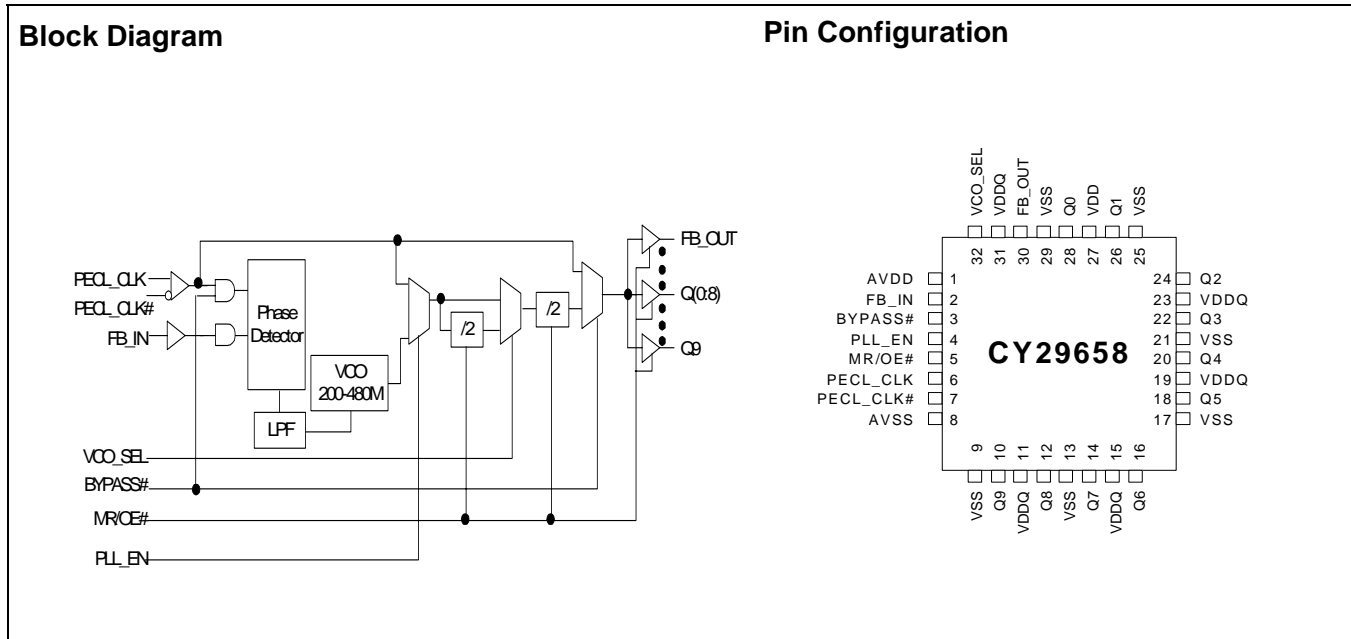 Block Diagram
Pin Configuration
PECL_CLK
PECL_CLK#
FB_IN
Phase
Detector
LPF
VCO
200-480M
/2
/2
FB_OUT
Q(0:8)
Q9
VCO_SEL
BYPASS#
MR/OE#
PLL_EN
VCO_SEL
VDDQ
FB_OUT
VSS
Q0
VDD
Q1
VSS
32 31 30 29 28 27 26 25
AVDD 1
FB_IN 2
BYPASS# 3
PLL_EN 4
MR/OE# 5
PECL_CLK 6
PECL_CLK# 7
AVSS 8
CY29658
24 Q2
23 VDDQ
22 Q3
21 VSS
20 Q4
19 VDDQ
18 Q5
17 VSS
9 10 11 12 13 14 15 16
VSS
Q9
VDDQ
Q8
VSS
Q7
VDDQ
Q6